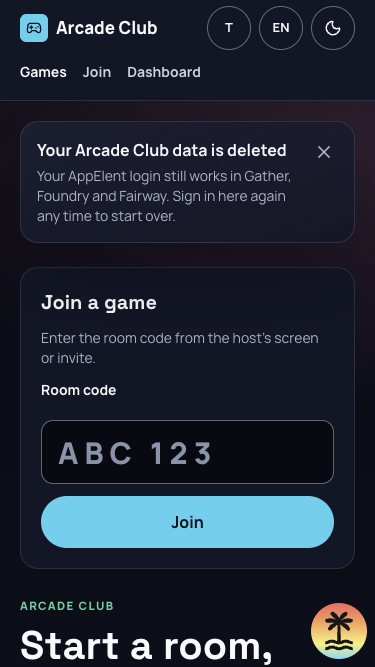 Arcade Club
T
EN
Games
Join
Dashboard
Your Arcade Club data is deleted
Your AppElent login still works in Gather,
Foundry and Fairway. Sign in here again
any time to start over.
Join a game
Enter the room code from the host's screen
or invite.
Room code
ABC 123
Join
ARCADE CLUB
Start a room,